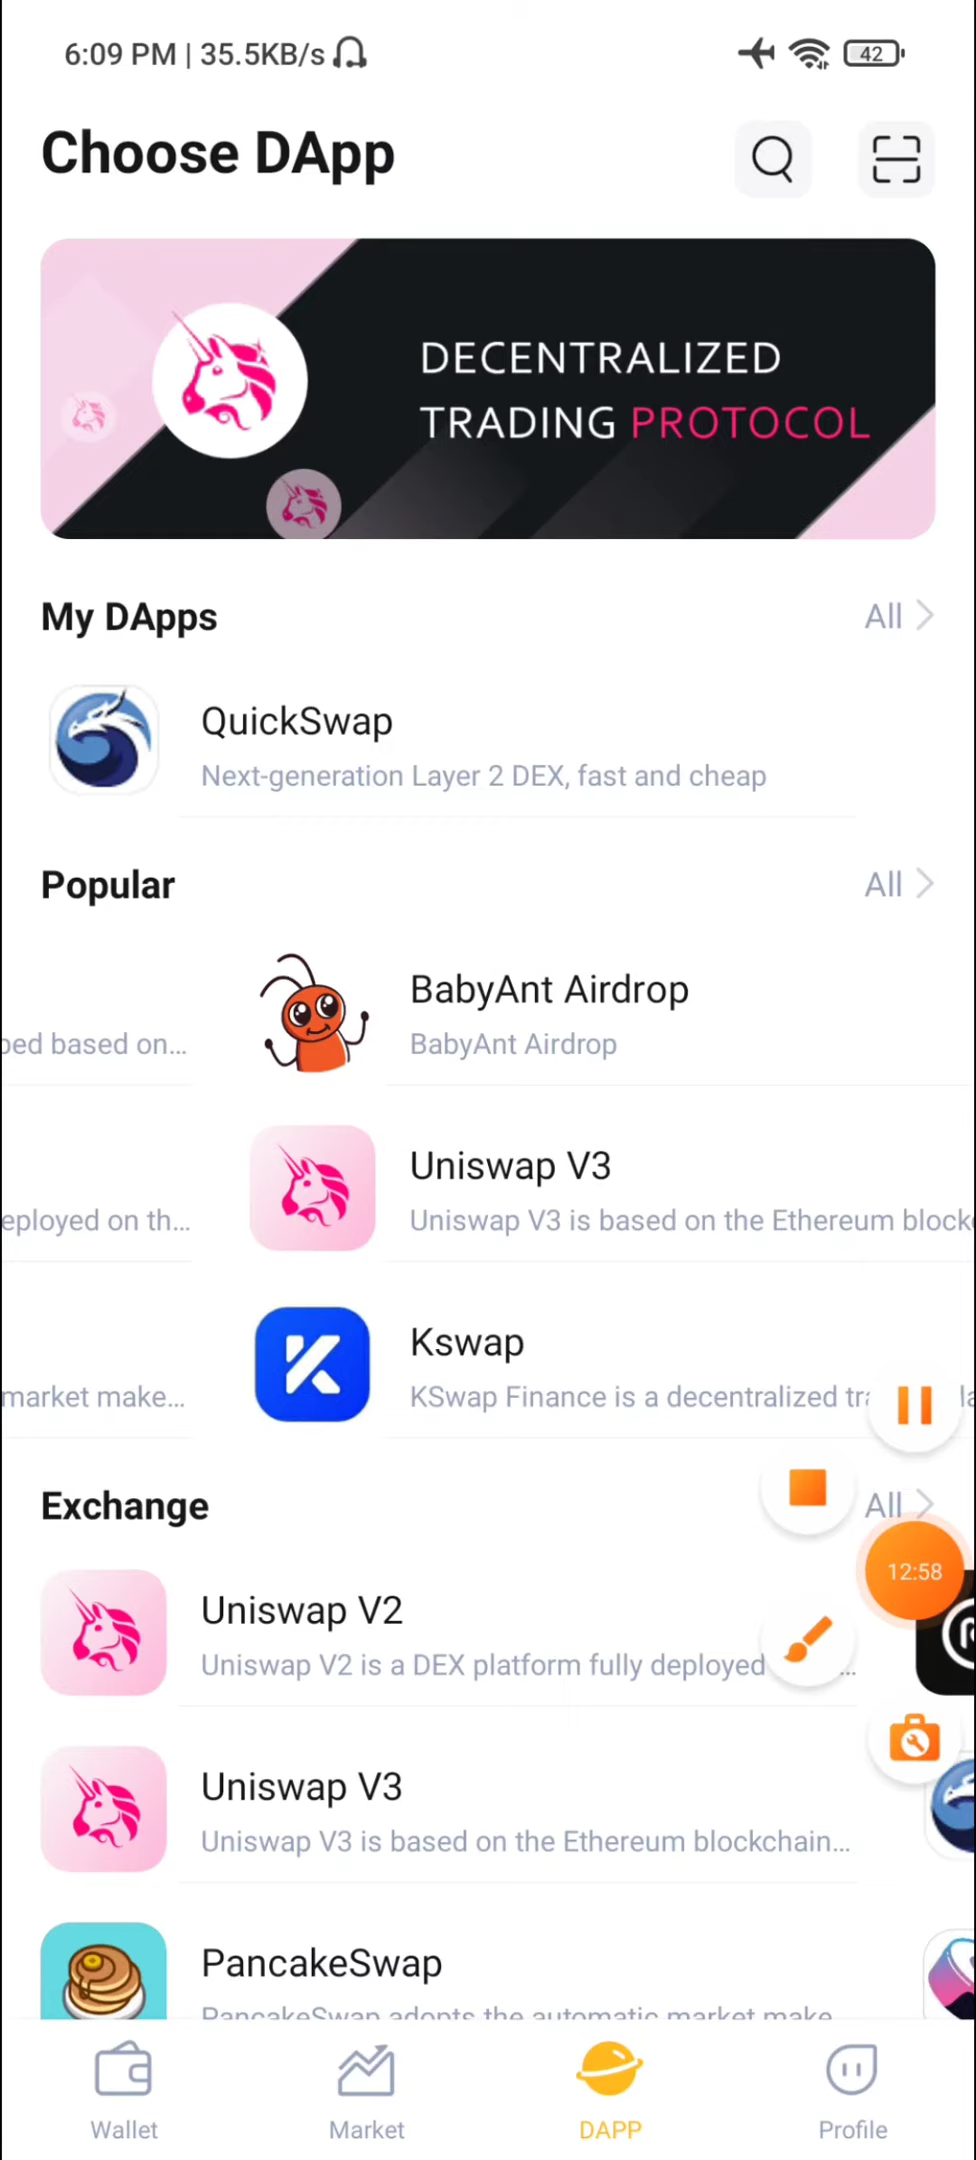 6:09 PM | 35.5KB/s
42
Choose DApp
DECENTRALIZED
TRADING PROTOCOL
My DApps
All
QuickSwap
Next-generation Layer 2 DEX, fast and cheap
Popular
All
BabyAnt Airdrop
ped based on...
BabyAnt Airdrop
Uniswap V3
eployed on th...
Uniswap V3 is based on the Ethereum block
Kswap
market make...
KSwap Finance is a decentralized tra
Exchange
All
12:58
Uniswap V2
Uniswap V2 is a DEX platform fully deployed ...
Uniswap V3
Uniswap V3 is based on the Ethereum blockchain...
PancakeSwap
PancakeSwap adopts the automatic market make
Wallet
Market
DAPP
Profile